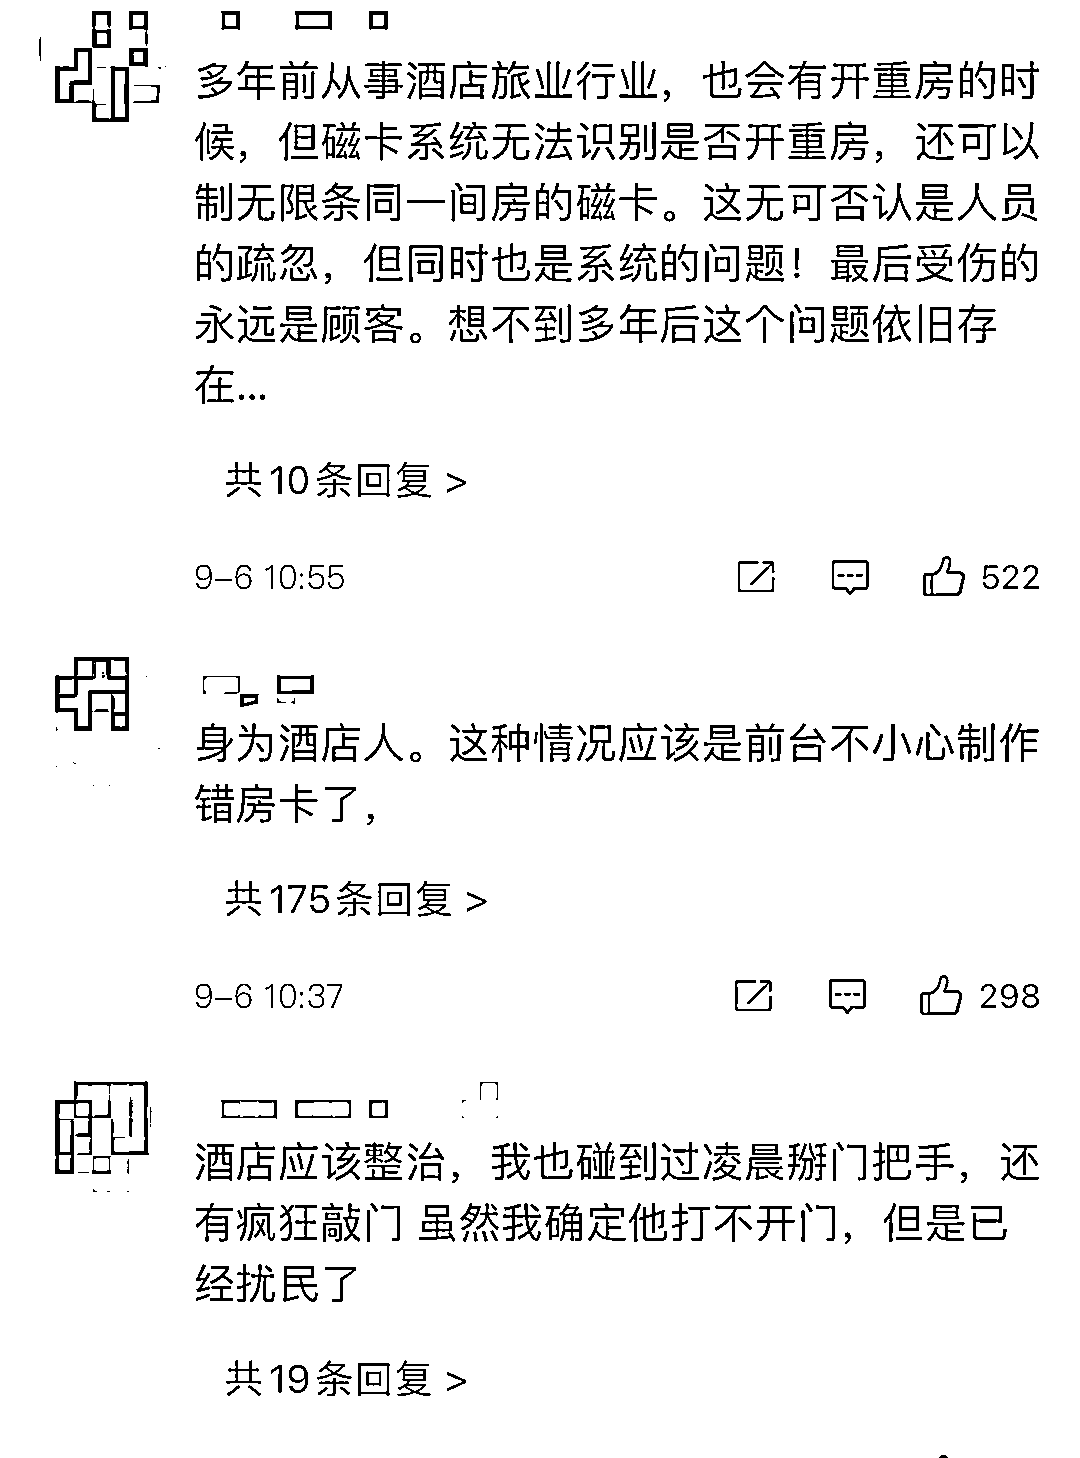 多年前从事酒店旅业行业，也会有开重房的时
候，但磁卡系统无法识别是否开重房，还可以
制无限条同一间房的磁卡。这无可否认是人员
的疏忽，但同时也是系统的问题！最后受伤的
永远是顾客。想不到多年后这个问题依旧存
在...
共10条回复 >
9-6 10:55
522
身为酒店人。这种情况应该是前台不小心制作
错房卡了，
共175条回复 >
9-6 10:37
298
酒店应该整治，我也碰到过凌晨掰门把手，还
有疯狂敲门 虽然我确定他打不开门，但是已
经扰民了
共19条回复 >